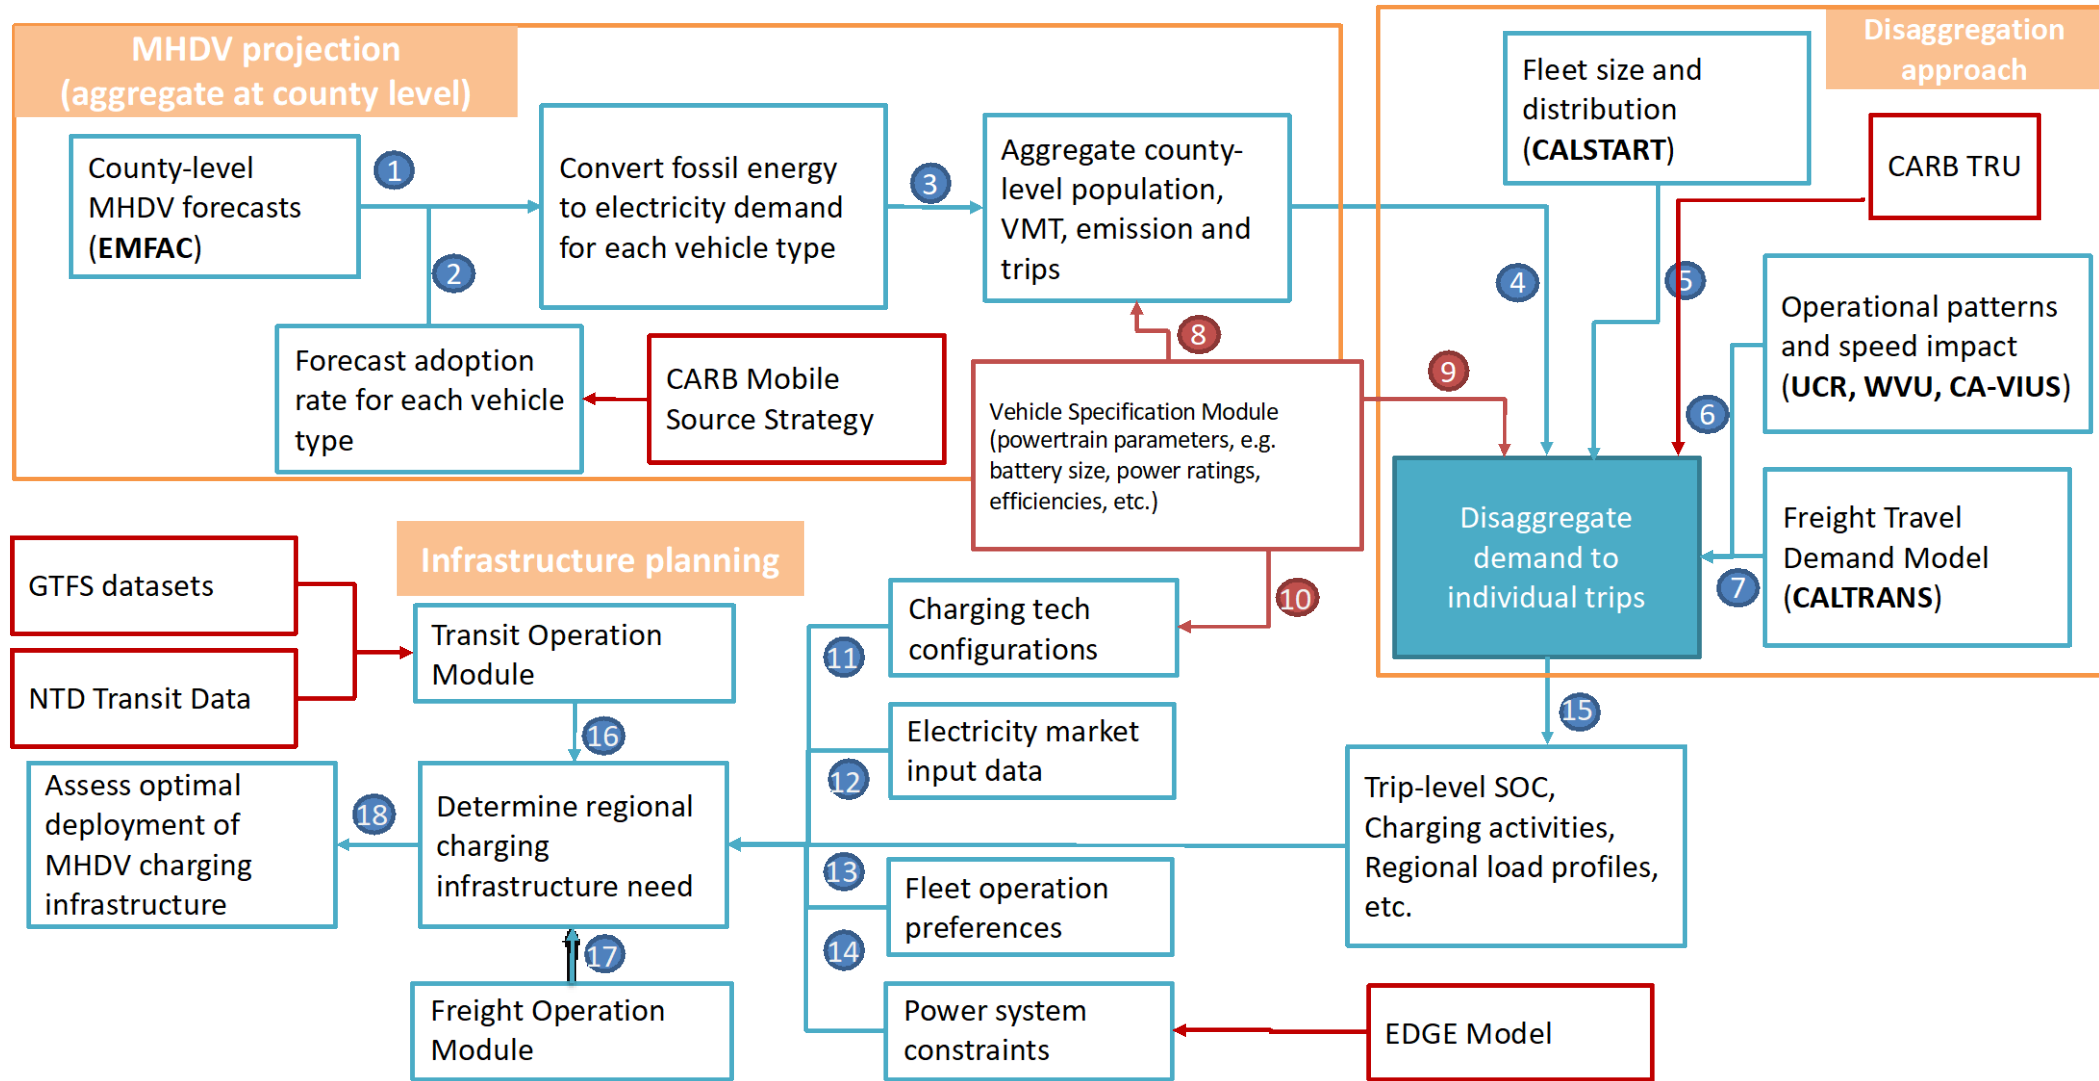 MHDV projection
(aggregate at county level)
County-level
MHDV forecasts
(EMFAC)
1
2
Convert fossil energy
to electricity demand
for each vehicle type
3
Aggregate county-
level population,
VMT, emission and
trips
Forecast adoption
rate for each vehicle
type
CARB Mobile
Source Strategy
8
Vehicle Specification Module
(powertrain parameters, e.g.
battery size, power ratings,
efficiencies, etc.)
9
10
Disaggregation
approach
Fleet size and
distribution
(CALSTART)
CARB TRU
4
5
Operational patterns
and speed impact
(UCR, WVU, CA-VIUS)
6
Disaggregate
demand to
individual trips
7
Freight Travel
Demand Model
(CALTRANS)
15
Infrastructure planning
GTFS datasets
NTD Transit Data
Transit Operation
Module
16
Charging tech
configurations
11
Electricity market
input data
12
Assess optimal
deployment of
MHDV charging
infrastructure
18
Determine regional
charging
infrastructure need
13
Fleet operation
preferences
14
Trip-level SOC,
Charging activities,
Regional load profiles,
etc.
17
Freight Operation
Module
Power system
constraints
EDGE Model